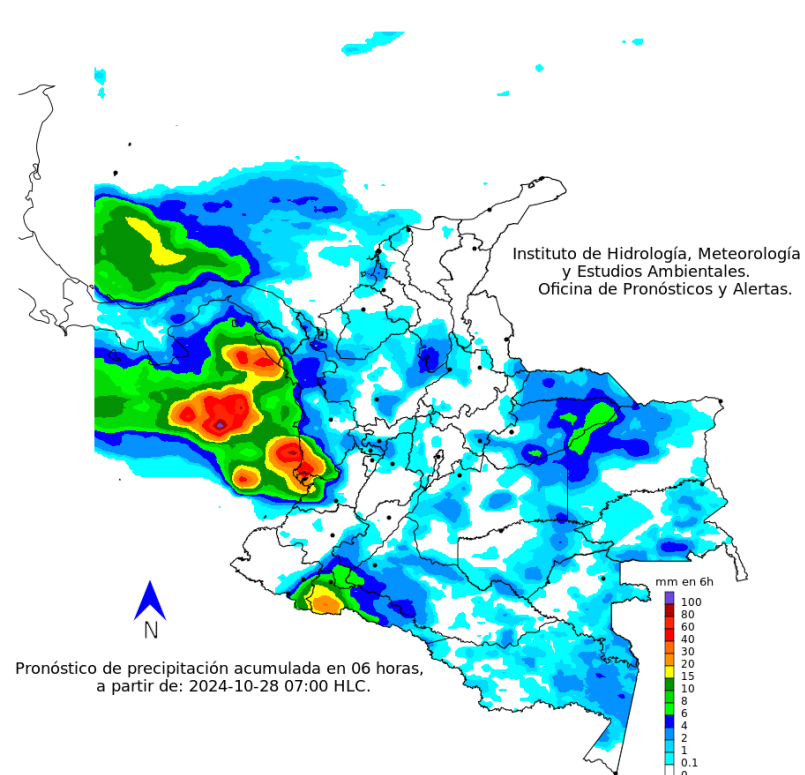 Instituto de Hidrología, Meteorología
y Estudios Ambientales.
Oficina de Pronósticos y Alertas.
mm en 6h
100
80
60
40
30
20
15
10
8
6
4
2
1
0.1
0
N
Pronóstico de precipitación acumulada en 06 horas,
a partir de: 2024-10-28 07:00 HLC.